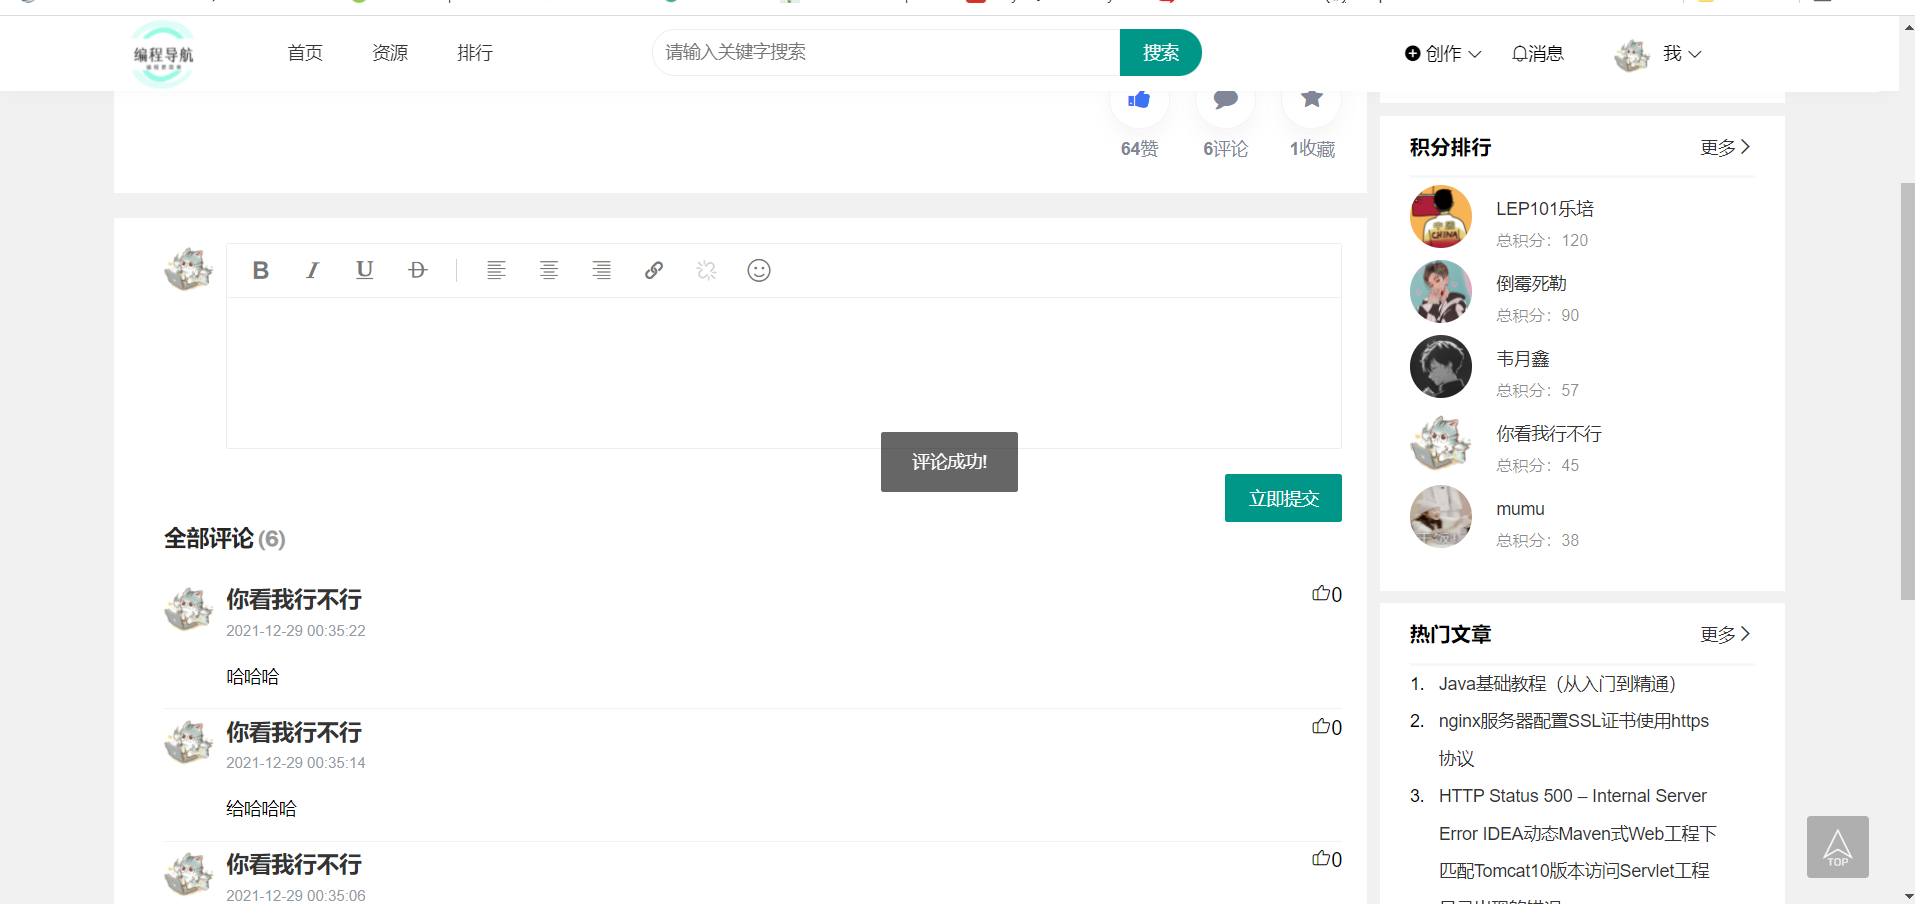 编程导航
首页 资源 排行
请输入关键字搜索
搜索
创作 消息 我
64赞 6评论 1收藏
B I U D
评论成功!
立即提交
全部评论 (6)
你看我行不行
2021-12-29 00:35:22
0
哈哈哈
你看我行不行
2021-12-29 00:35:14
0
给哈哈哈
你看我行不行
2021-12-29 00:35:06
0
积分排行 更多
LEP101乐培
总积分：120
倒霉死勒
总积分：90
韦月鑫
总积分：57
你看我行不行
总积分：45
mumu
总积分：38
热门文章 更多
1. Java基础教程（从入门到精通）
2. nginx服务器配置SSL证书使用https
协议
3. HTTP Status 500 – Internal Server
Error IDEA动态Maven式Web工程下
匹配Tomcat10版本访问Servlet工程
TOP